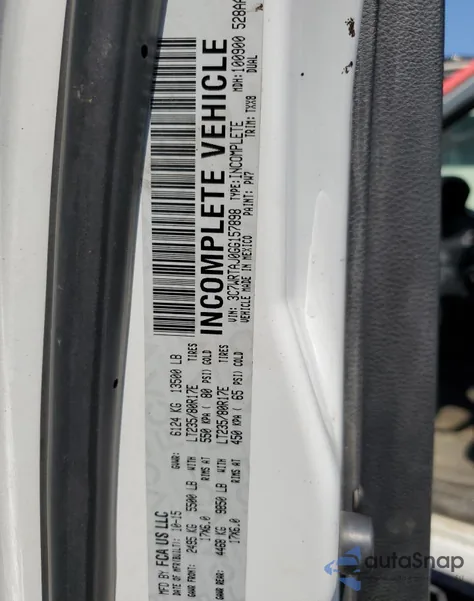 MFD BY FCA US LLC
DATE OF MFR(BUILT): 10-15 GVWR: 6124 KG 13500 LB
GAWR FRONT: 2495 KG 5500 LB WITH LT235/80R17E TIRES
17X6.0 RIMS AT 550 KPA ( 80 PSI) COLD
GAWR REAR: 4468 KG 9850 LB WITH LT235/80R17E TIRES
17X6.0 RIMS AT 450 KPA ( 65 PSI) COLD
INCOMPLETE VEHICLE
VIN: 3C7WRTAJ0GG157898 TYPE: INCOMPLETE MDH: 100900 528AA
VEHICLE MADE IN MEXICO PAINT: PW7 TRIM: TXX8 DUAL
autoSnap